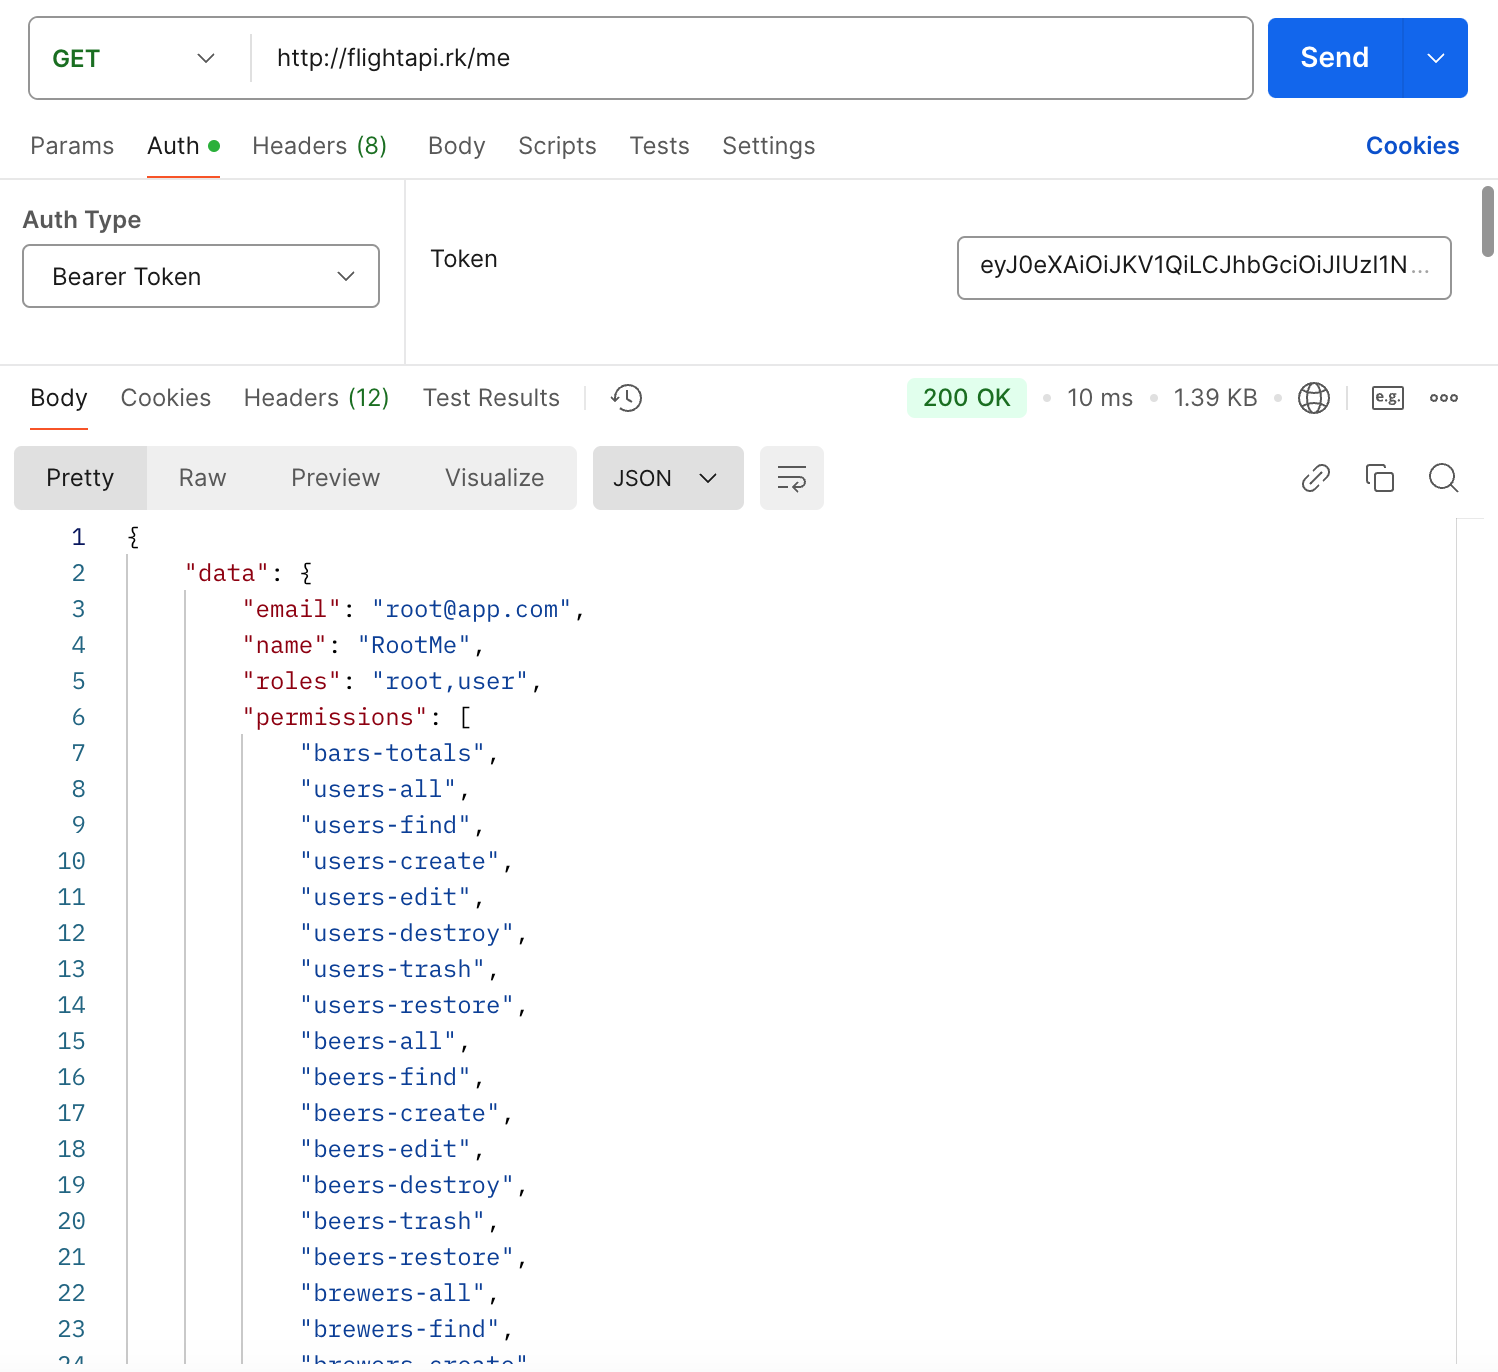 GET http://flightapi.rk/me Send
Params Auth Headers (8) Body Scripts Tests Settings Cookies
Auth Type
Bearer Token
Token eyJ0eXAiOiJKV1QiLCJhbGciOiJIUzI1N...
Body Cookies Headers (12) Test Results 200 OK 10 ms 1.39 KB e.g.
Pretty Raw Preview Visualize JSON
1 {
2 "data": {
3 "email": "root@app.com",
4 "name": "RootMe",
5 "roles": "root,user",
6 "permissions": [
7 "bars-totals",
8 "users-all",
9 "users-find",
10 "users-create",
11 "users-edit",
12 "users-destroy",
13 "users-trash",
14 "users-restore",
15 "beers-all",
16 "beers-find",
17 "beers-create",
18 "beers-edit",
19 "beers-destroy",
20 "beers-trash",
21 "beers-restore",
22 "brewers-all",
23 "brewers-find",
24 "brewers-create"